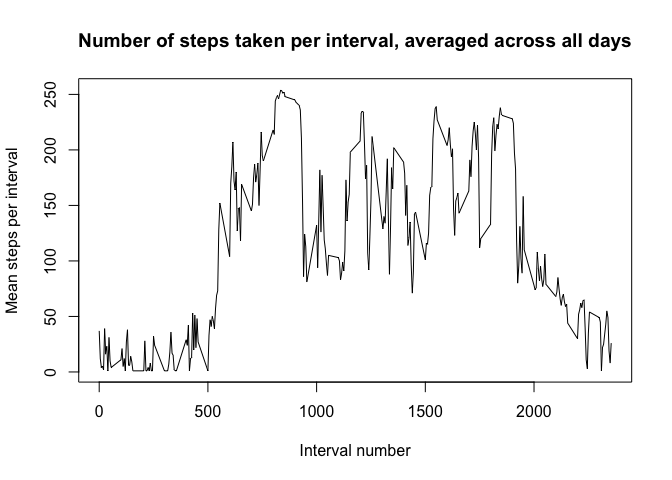 Number of steps taken per interval, averaged across all days
Mean steps per interval
250
200
150
100
50
0
0 500 1000 1500 2000
Interval number